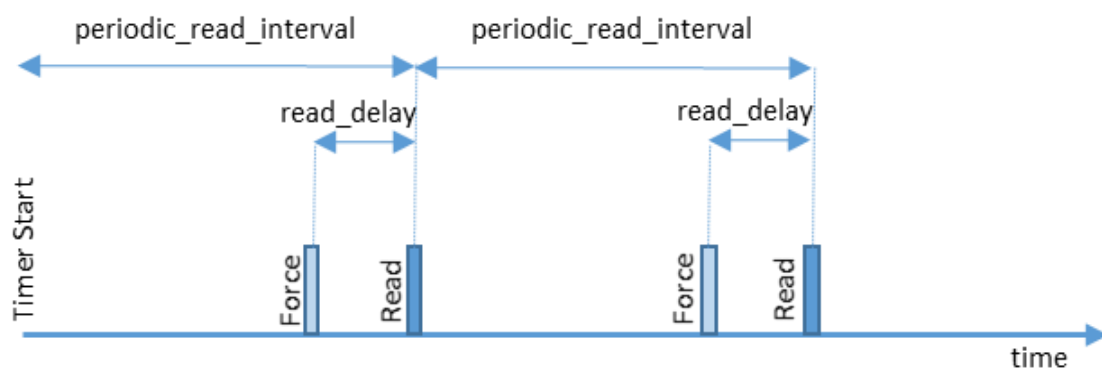 periodic_read_interval
periodic_read_interval
read_delay
read_delay
Timer Start
Force
Read
Force
Read
time